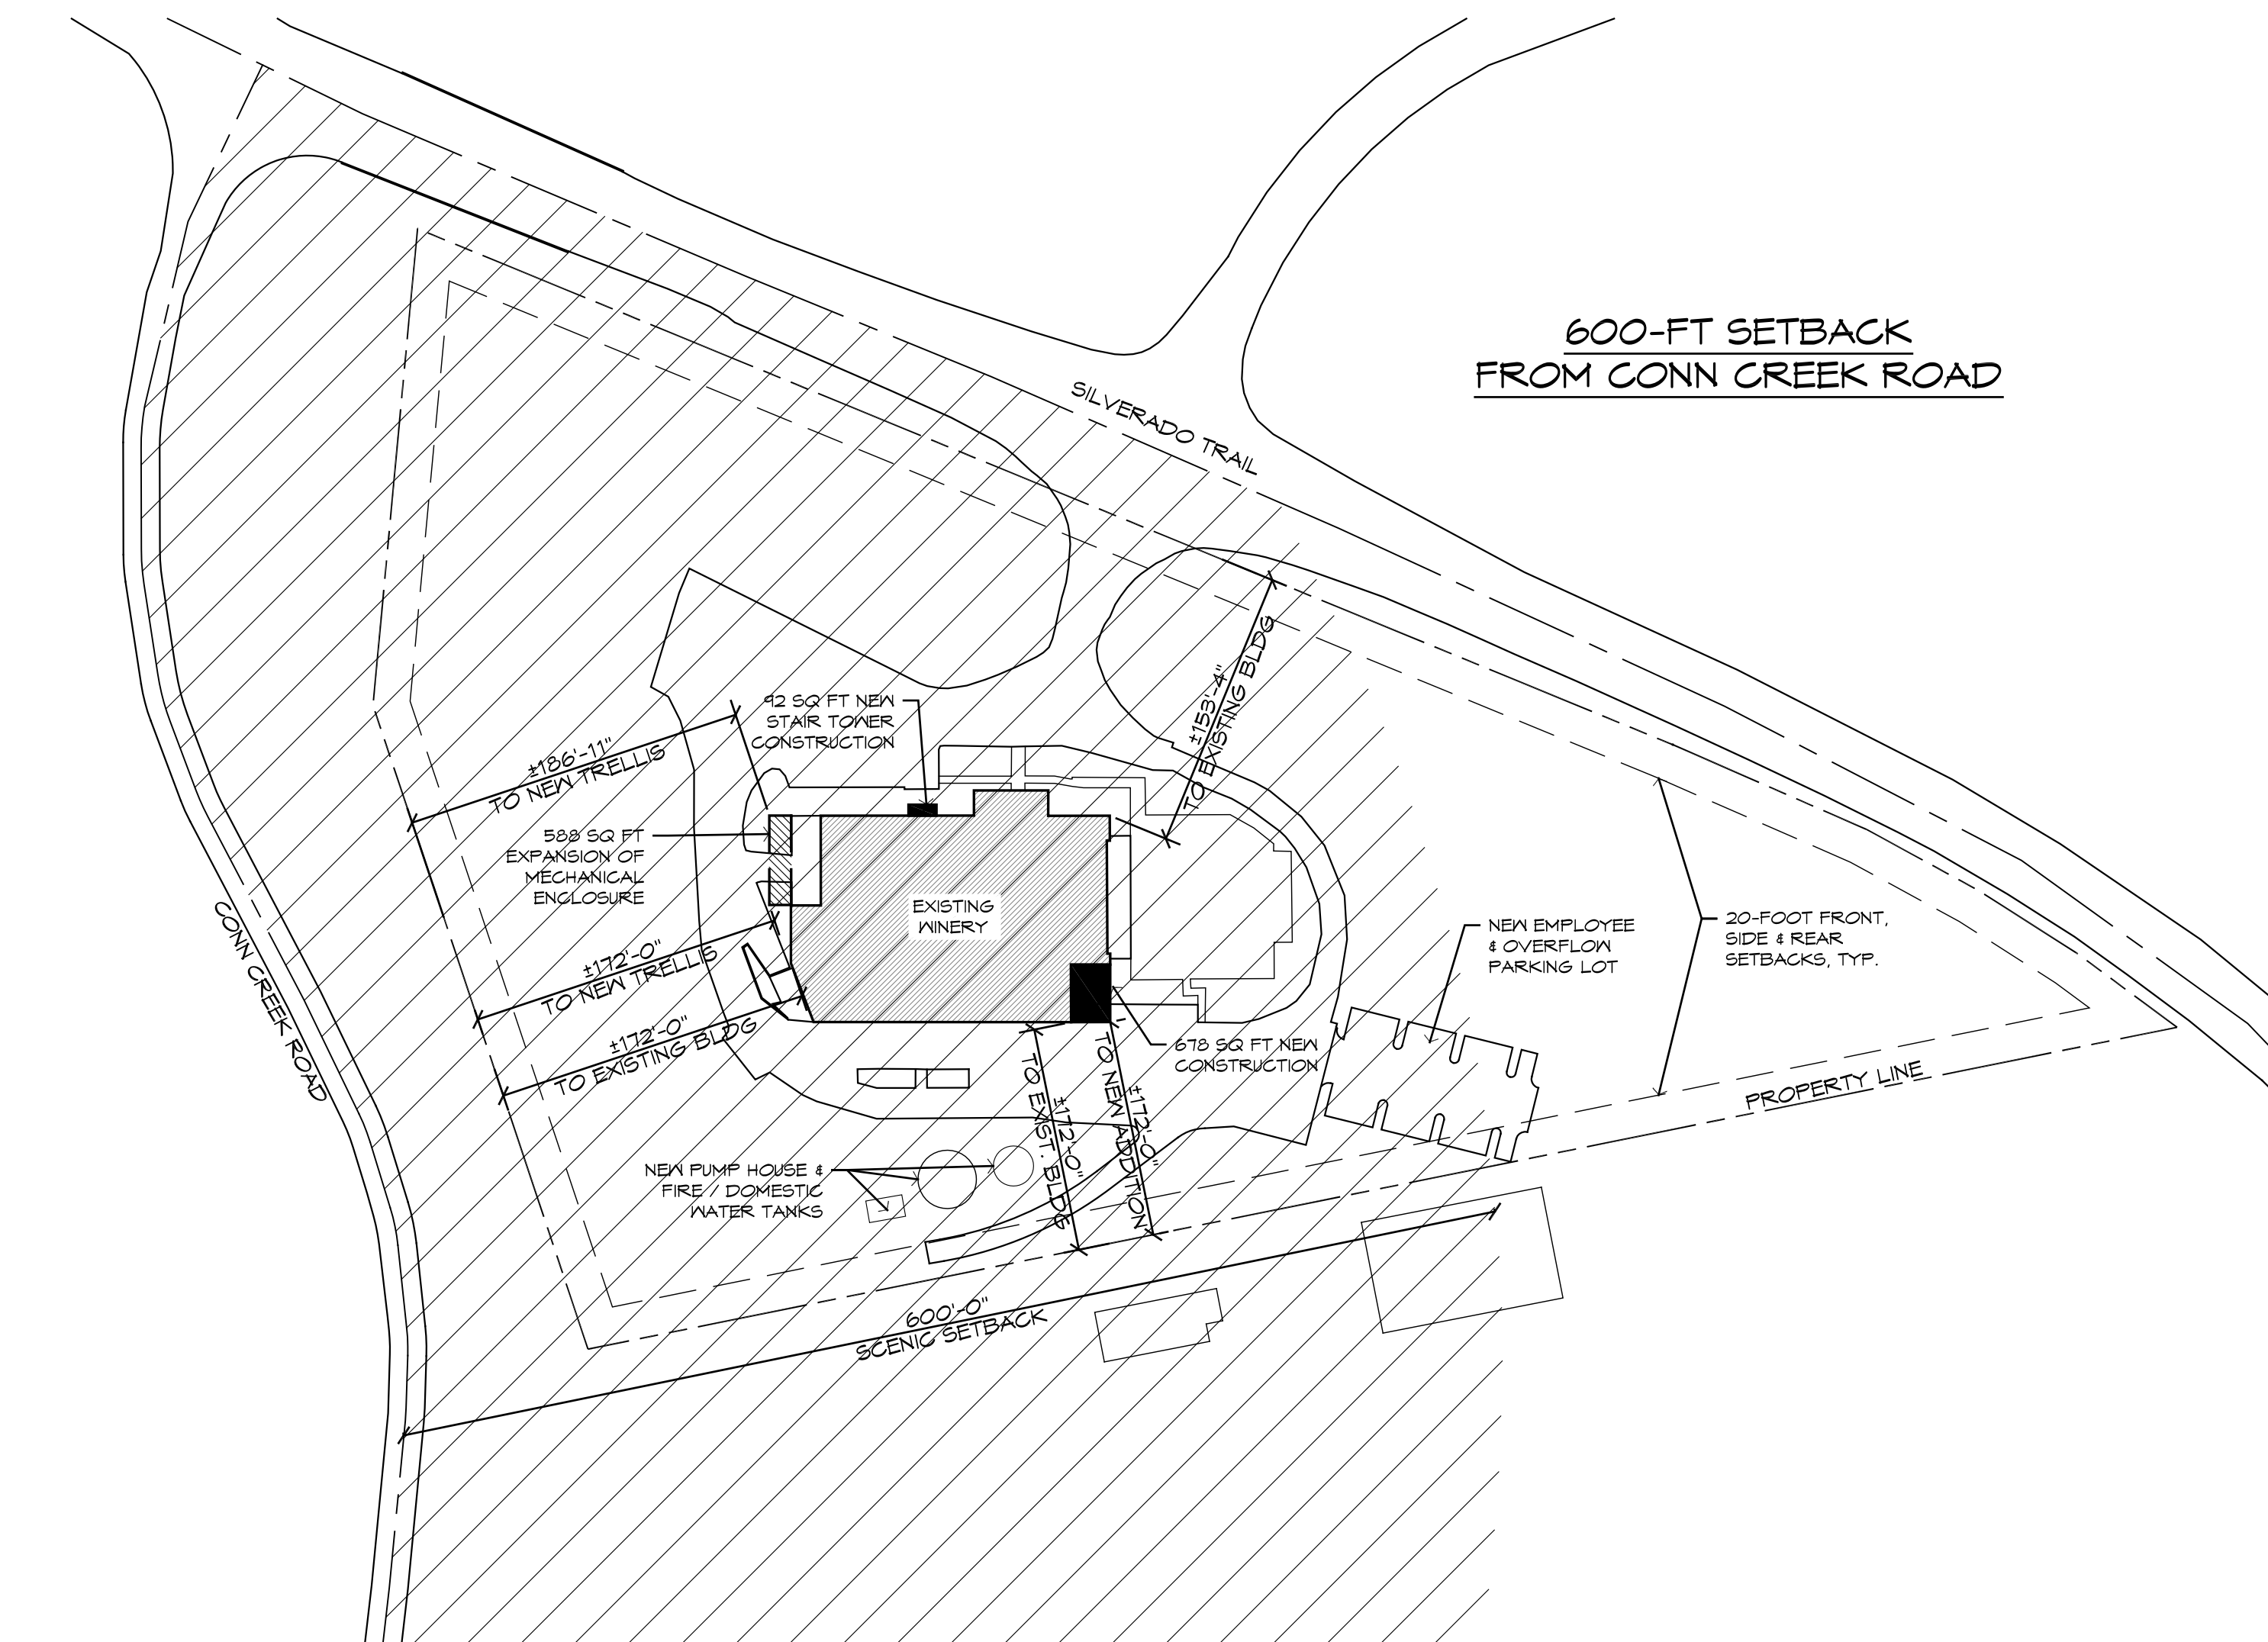 600-FT SETBACK
FROM CONN CREEK ROAD
SILVERADO TRAIL
±153'-4"
TO EXISTING BLDG
92 SQ FT NEW
STAIR TOWER
CONSTRUCTION
±186'-11"
TO NEW TRELLIS
588 SQ FT
EXPANSION OF
MECHANICAL
ENCLOSURE
EXISTING
WINERY
CONN CREEK ROAD
±172'-0"
TO NEW TRELLIS
±172'-0"
TO EXISTING BLDG
NEW EMPLOYEE
& OVERFLOW
PARKING LOT
20-FOOT FRONT,
SIDE & REAR
SETBACKS, TYP.
678 SQ FT NEW
CONSTRUCTION
±172'-0"
TO EXIST. BLDG
±172'-0"
TO NEW ADDITION
PROPERTY LINE
NEW PUMP HOUSE &
FIRE / DOMESTIC
WATER TANKS
600'-0"
SCENIC SETBACK